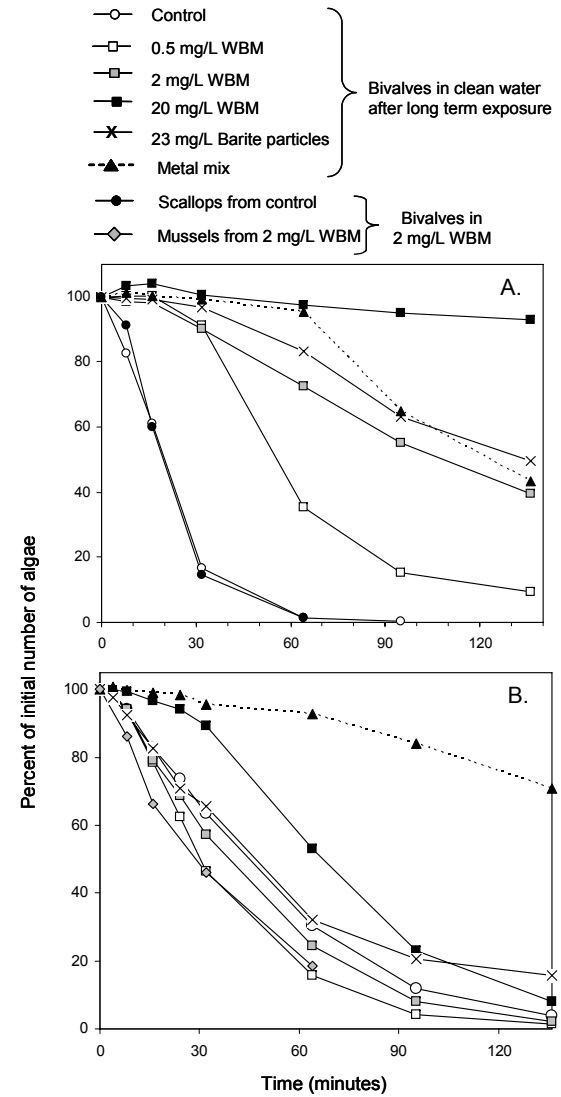 Control
0.5 mg/L WBM
2 mg/L WBM
20 mg/L WBM
23 mg/L Barite particles
Metal mix
Bivalves in clean water
after long term exposure
Scallops from control
Mussels from 2 mg/L WBM
Bivalves in
2 mg/L WBM
A.
100
80
60
40
20
0
0
30
60
90
120
B.
100
80
60
40
20
0
0
30
60
90
120
Percent of initial number of algae
Time (minutes)